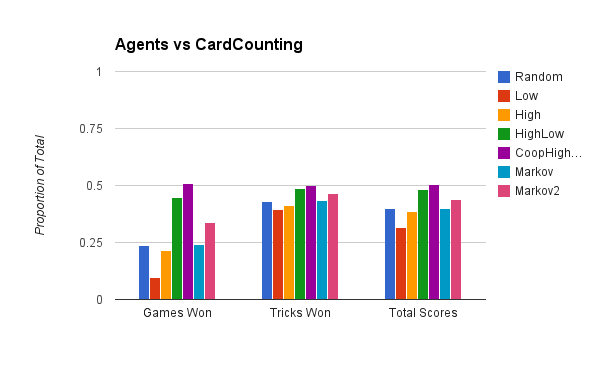 Agents vs CardCounting
Proportion of Total
1
0.75
0.5
0.25
0
Games Won
Tricks Won
Total Scores
Random
Low
High
HighLow
CoopHigh...
Markov
Markov2